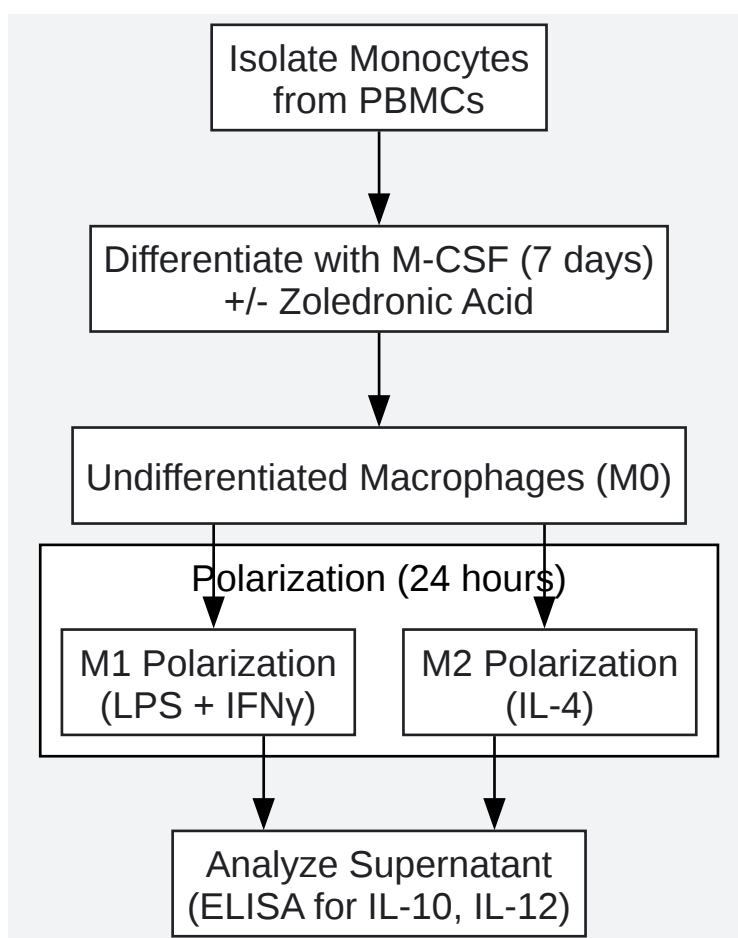 Isolate Monocytes
from PBMCs
Differentiate with M-CSF (7 days)
+/- Zoledronic Acid
Undifferentiated Macrophages (M0)
Polarization (24 hours)
M1 Polarization
(LPS + IFNγ)
M2 Polarization
(IL-4)
Analyze Supernatant
(ELISA for IL-10, IL-12)